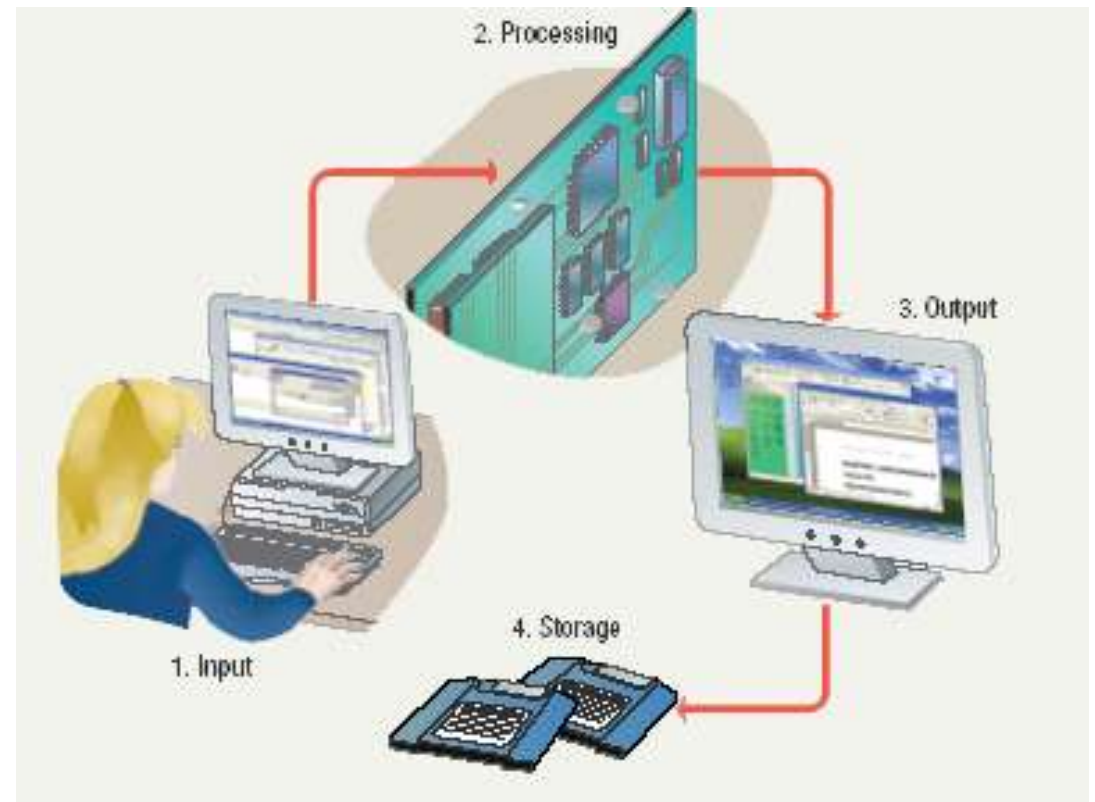 2. Processing
3. Output
4. Storage
1. Input